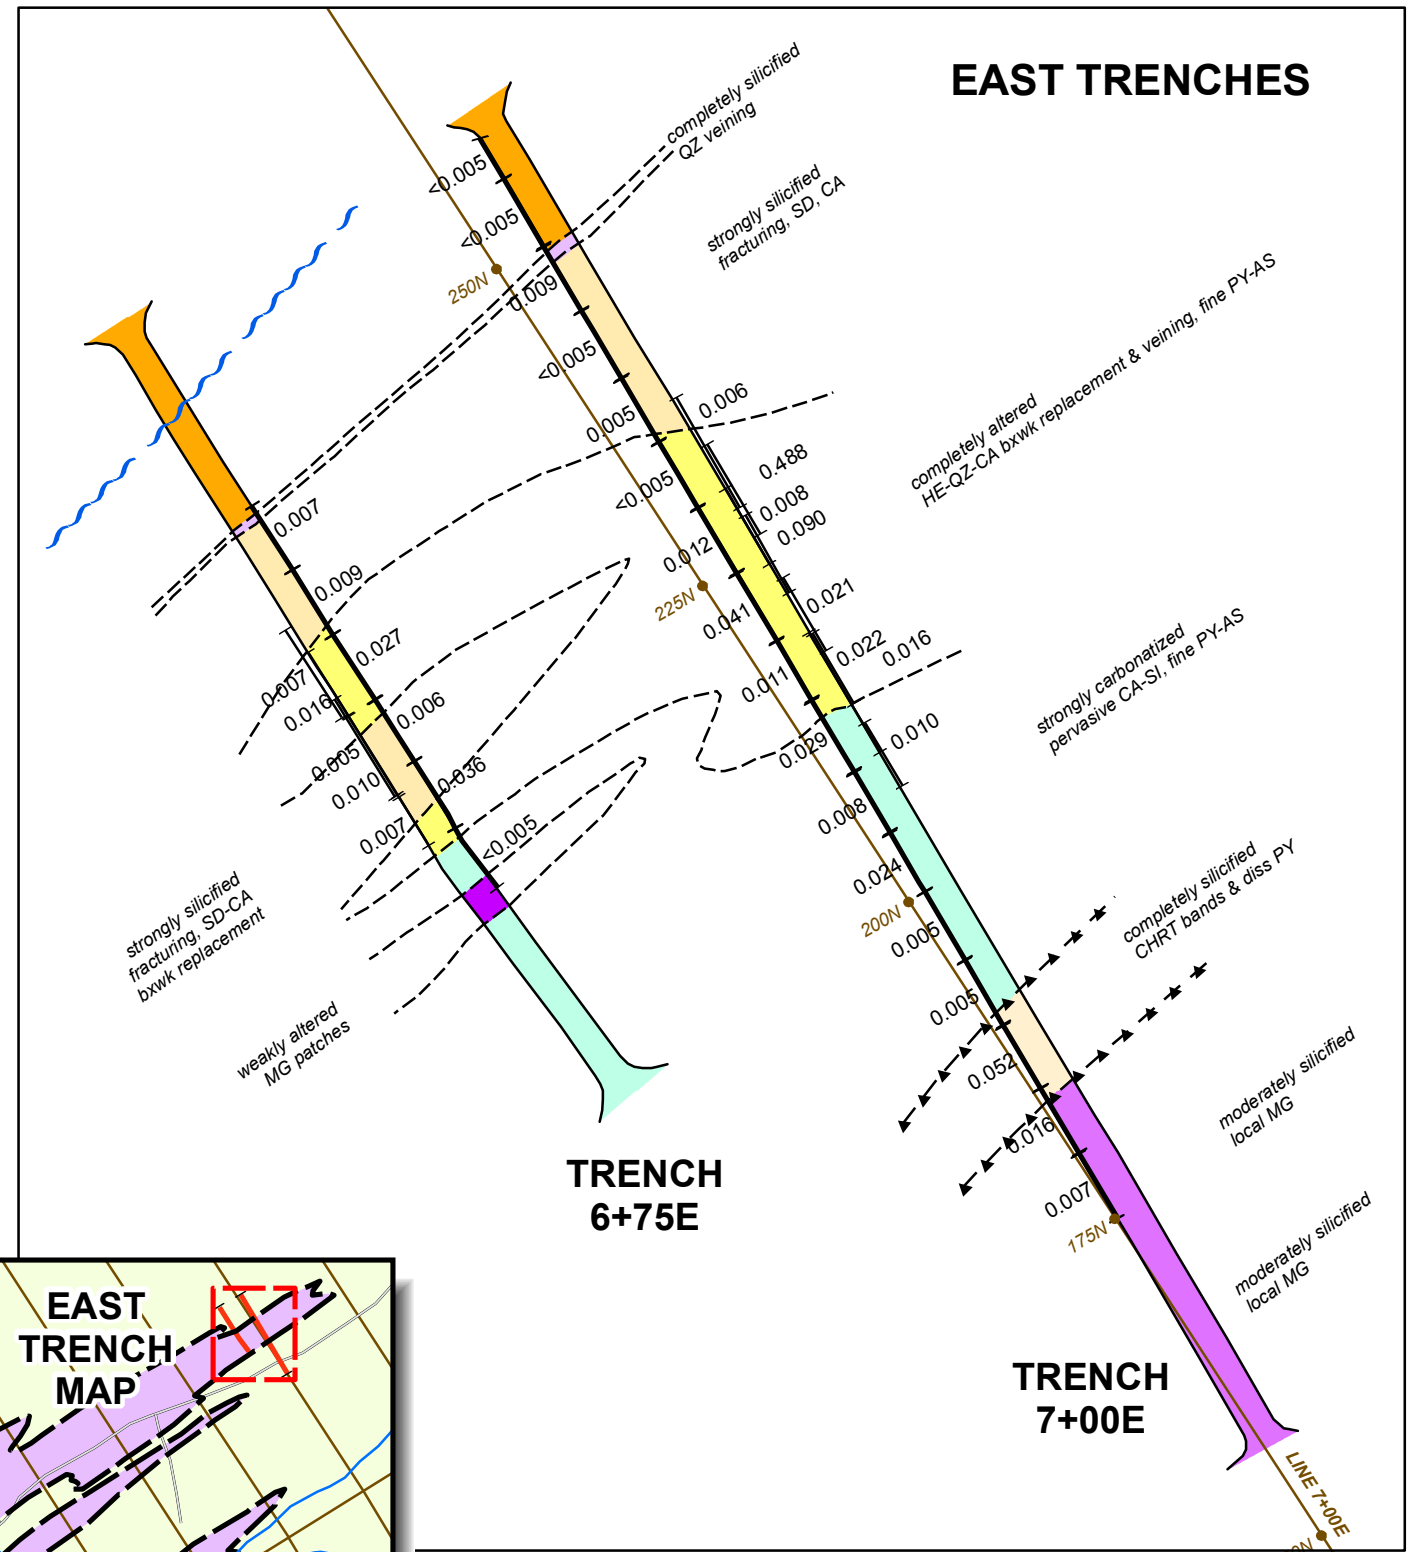 EAST TRENCHES
completely silicified
QZ veining
strongly silicified
fracturing, SD, CA
completely altered
HE-QZ-CA bxwk replacement & veining, fine PY-AS
strongly carbonatized
pervasive CA-SI, fine PY-AS
completely silicified
CHRT bands & diss PY
moderately silicified
local MG
moderately silicified
local MG
<0.005
<0.005
0.009
<0.005
0.005
<0.005
0.012
0.041
0.011
0.029
0.008
0.024
0.005
0.005
0.052
0.016
0.007
0.006
0.488
0.008
0.090
0.021
0.022
0.016
0.010
250N
225N
200N
175N
LINE 7+00E
0.007
0.009
0.027
0.006
0.036
<0.005
0.007
0.016
0.005
0.010
0.007
strongly silicified
fracturing, SD-CA
bxwk replacement
weakly altered
MG patches
TRENCH
6+75E
TRENCH
7+00E
EAST
TRENCH
MAP